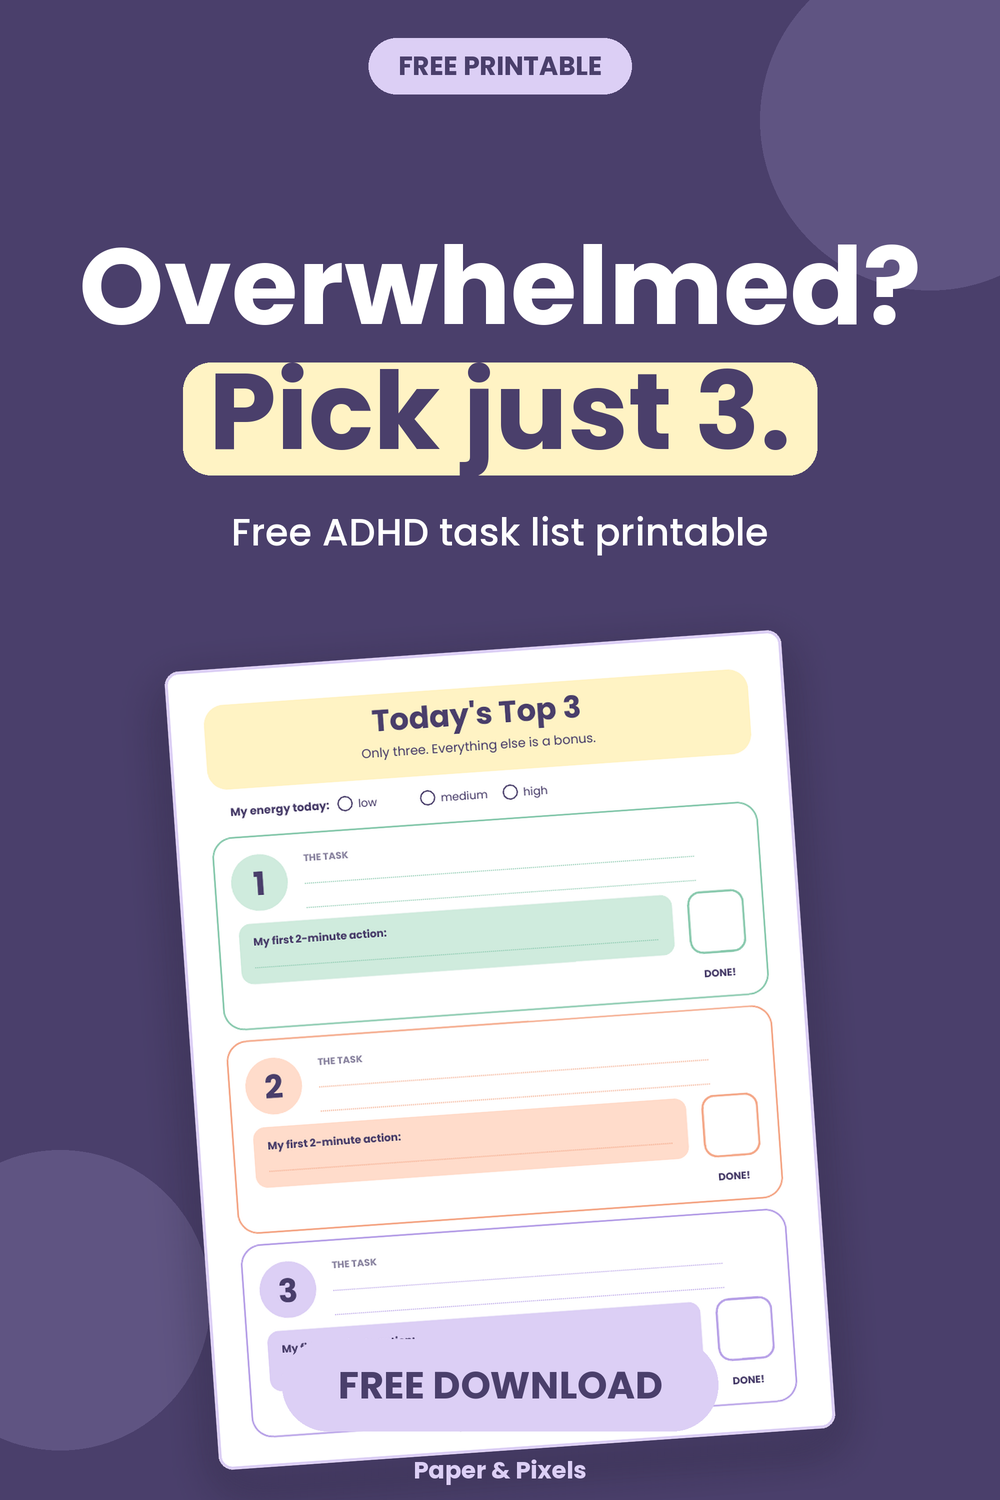 FREE PRINTABLE
Overwhelmed?
Pick just 3.
Free ADHD task list printable
Today's Top 3
Only three. Everything else is a bonus.
My energy today: low medium high
1
THE TASK
My first 2-minute action:
DONE!
2
THE TASK
My first 2-minute action:
DONE!
3
THE TASK
My
DONE!
FREE DOWNLOAD
Paper & Pixels